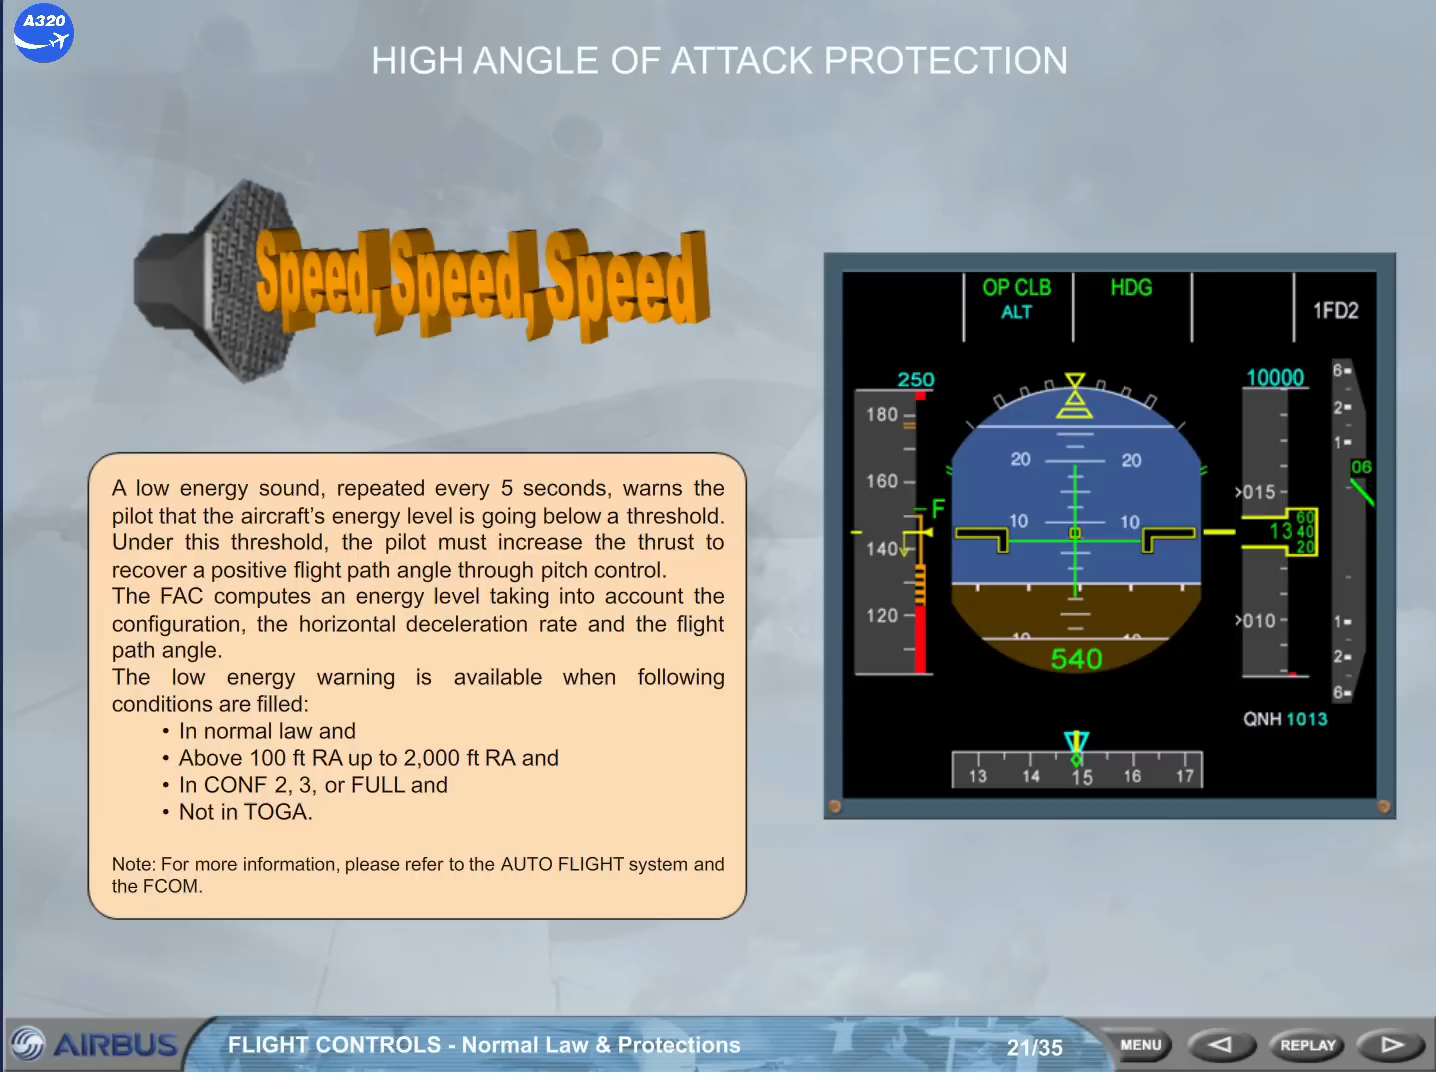 A320
HIGH ANGLE OF ATTACK PROTECTION
Speed, Speed, Speed
A low energy sound, repeated every 5 seconds, warns the
pilot that the aircraft's energy level is going below a threshold.
Under this threshold, the pilot must increase the thrust to
recover a positive flight path angle through pitch control.
The FAC computes an energy level taking into account the
configuration, the horizontal deceleration rate and the flight
path angle.
The low energy warning is available when following
conditions are filled:
• In normal law and
• Above 100 ft RA up to 2,000 ft RA and
• In CONF 2, 3, or FULL and
• Not in TOGA.
Note: For more information, please refer to the AUTO FLIGHT system and
the FCOM.
OP CLB HDG
ALT
1FD2
250
180
160
F
140
120
20 20
10 10
10 10
540
10000
015
13 60 40 20
010
6
2
1
06
1
2
6
QNH 1013
13 14 15 16 17
AIRBUS
FLIGHT CONTROLS - Normal Law & Protections
21/35
MENU
REPLAY